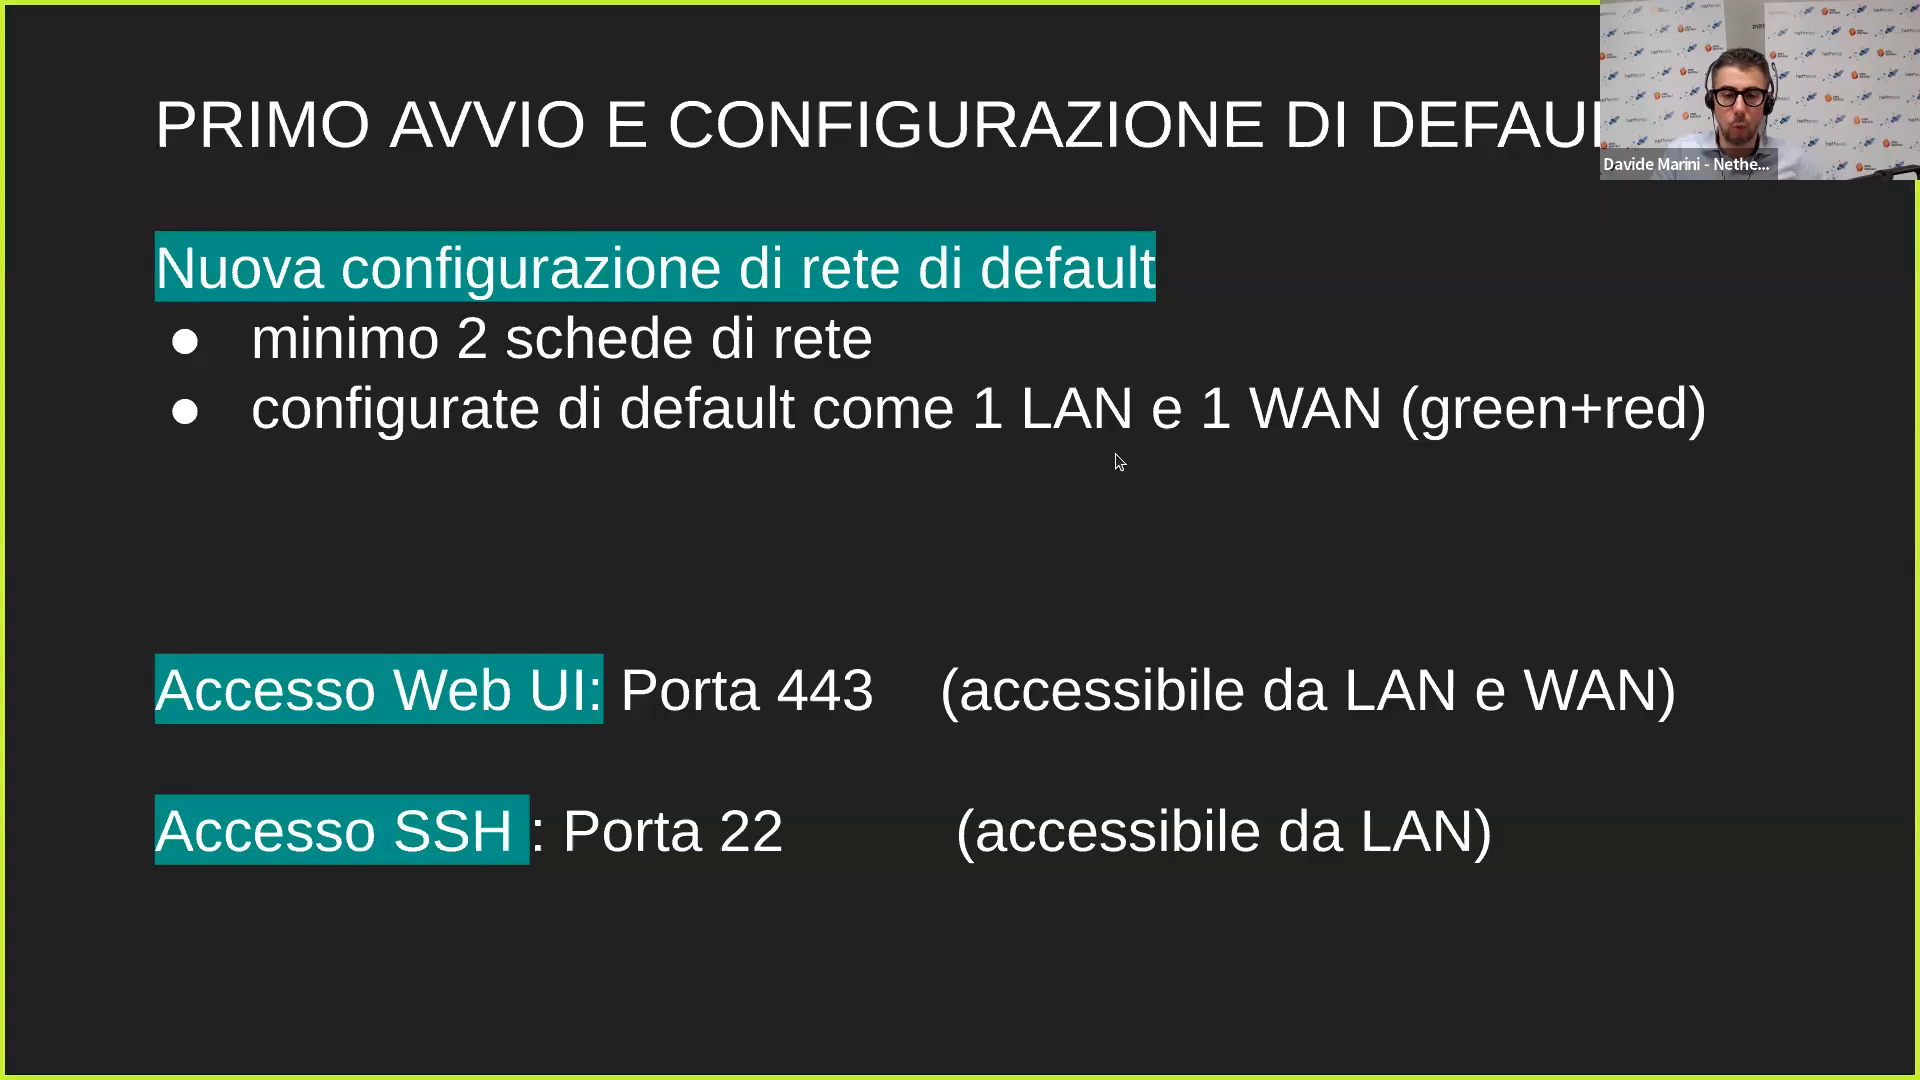 PRIMO AVVIO E CONFIGURAZIONE DI DEFAU
Davide Marini - Nethe...
Nuova configurazione di rete di default
● minimo 2 schede di rete
● configurate di default come 1 LAN e 1 WAN (green+red)
Accesso Web UI: Porta 443 (accessibile da LAN e WAN)
Accesso SSH : Porta 22 (accessibile da LAN)